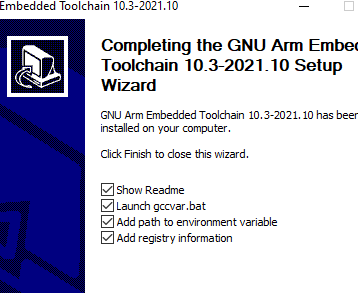 Embedded Toolchain 10.3-2021.10
Completing the GNU Arm Embe
Toolchain 10.3-2021.10 Setup
Wizard
GNU Arm Embedded Toolchain 10.3-2021.10 has been
installed on your computer.
Click Finish to close this wizard.
Show Readme
Launch gccvar.bat
Add path to environment variable
Add registry information